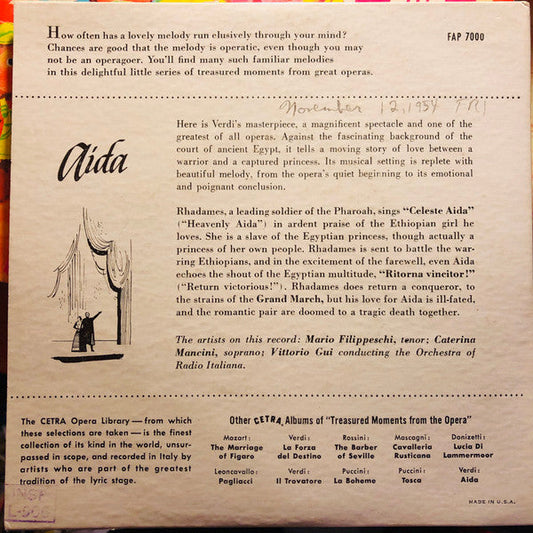 How often has a lovely melody run elusively through your mind?
FAP 7000
Chances are good that the melody is operatic, even though you may
not be an operagoer. You'll find many such familiar melodies
in this delightful little series of treasured moments from great operas.
November 12, 1954 FRI
Here is Verdi's masterpiece, a magnificent spectacle and one of the
greatest of all operas. Against the fascinating background of the
court of ancient Egypt, it tells a moving story of love between a
warrior and a captured princess. Its musical setting is replete with
beautiful melody, from the opera's quiet beginning to its emotional
and poignant conclusion.
Aida
Rhadames, a leading soldier of the Pharoah, sings "Celeste Aida"
("Heavenly Aida") in ardent praise of the Ethiopian girl he
loves. She is a slave of the Egyptian princess, though actually a
princess of her own people. Rhadames is sent to battle the war-
ring Ethiopians, and in the excitement of the farewell, even Aida
echoes the shout of the Egyptian multitude, "Ritorna vincitor!"
("Return victorious!"). Rhadames does return a conqueror, to
the strains of the Grand March, but his love for Aida is ill-fated,
and the romantic pair are doomed to a tragic death together.
The artists on this record: Mario Filippeschi, tenor; Caterina
Mancini, soprano; Vittorio Gui conducting the Orchestra of
Radio Italiana.
The CETRA Opera Library — from which
these selections are taken — is the finest
collection of its kind in the world, unsur-
passed in scope, and recorded in Italy by
artists who are part of the greatest
tradition of the lyric stage.
Other CETRA Albums of "Treasured Moments from the Opera"
Mozart: Verdi: Rossini: Mascagni: Donizetti:
The Marriage La Forza The Barber Cavalleria Lucia Di
of Figaro del Destino of Seville Rusticana Lammermoor
Leoncavallo: Verdi: Puccini: Puccini: Verdi:
Pagliacci Il Trovatore La Boheme Tosca Aida
MADE IN U.S.A.